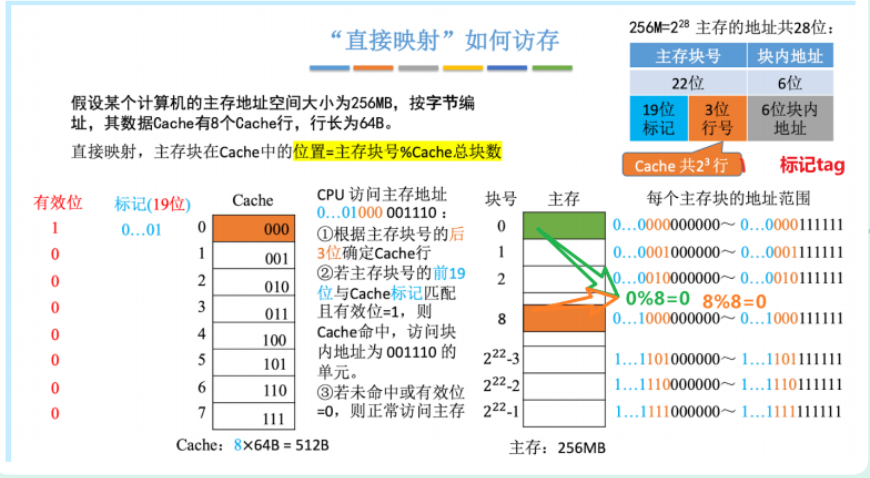 “直接映射”如何访存
256M=2²⁸ 主存的地址共28位：
主存块号 块内地址
22位 6位
19位标记 3位行号 6位块内地址
Cache 共2³ 行
标记tag
假设某个计算机的主存地址空间大小为256MB，按字节编
址，其数据Cache有8个Cache行，行长为64B。
直接映射，主存块在Cache中的位置=主存块号%Cache总块数
有效位 标记(19位) Cache
1 0…01 0 000
0 1 001
0 2 010
0 3 011
0 4 100
0 5 101
0 6 110
0 7 111
Cache：8×64B = 512B
CPU 访问主存地址
0…01000 001110：
①根据主存块号的后
3位确定Cache行
②若主存块号的前19
位与Cache标记匹配
且有效位=1，则
Cache命中，访问块
内地址为 001110 的
单元。
③若未命中或有效位
=0，则正常访问主存
块号 主存 每个主存块的地址范围
0 0…0000000000～ 0…0000111111
1 0…0001000000～ 0…0001111111
2 0…0010000000～ 0…0010111111
0%8=0 8%8=0
8 0…1000000000～ 0…1000111111
2²²-3 1…1101000000～ 1…1101111111
2²²-2 1…1110000000～ 1…1110111111
2²²-1 1…1111000000～ 1…1111111111
主存：256MB